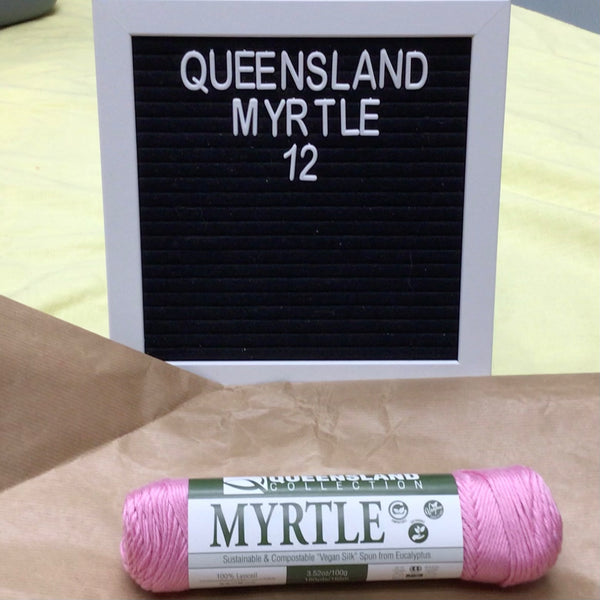 QUEENSLAND
MYRTLE
12
QUEENSLAND
COLLECTION
MYRTLE
Sustainable & Compostable "Vegan Silk" Spun from Eucalyptus
100% Lyocell
3.52oz/100g